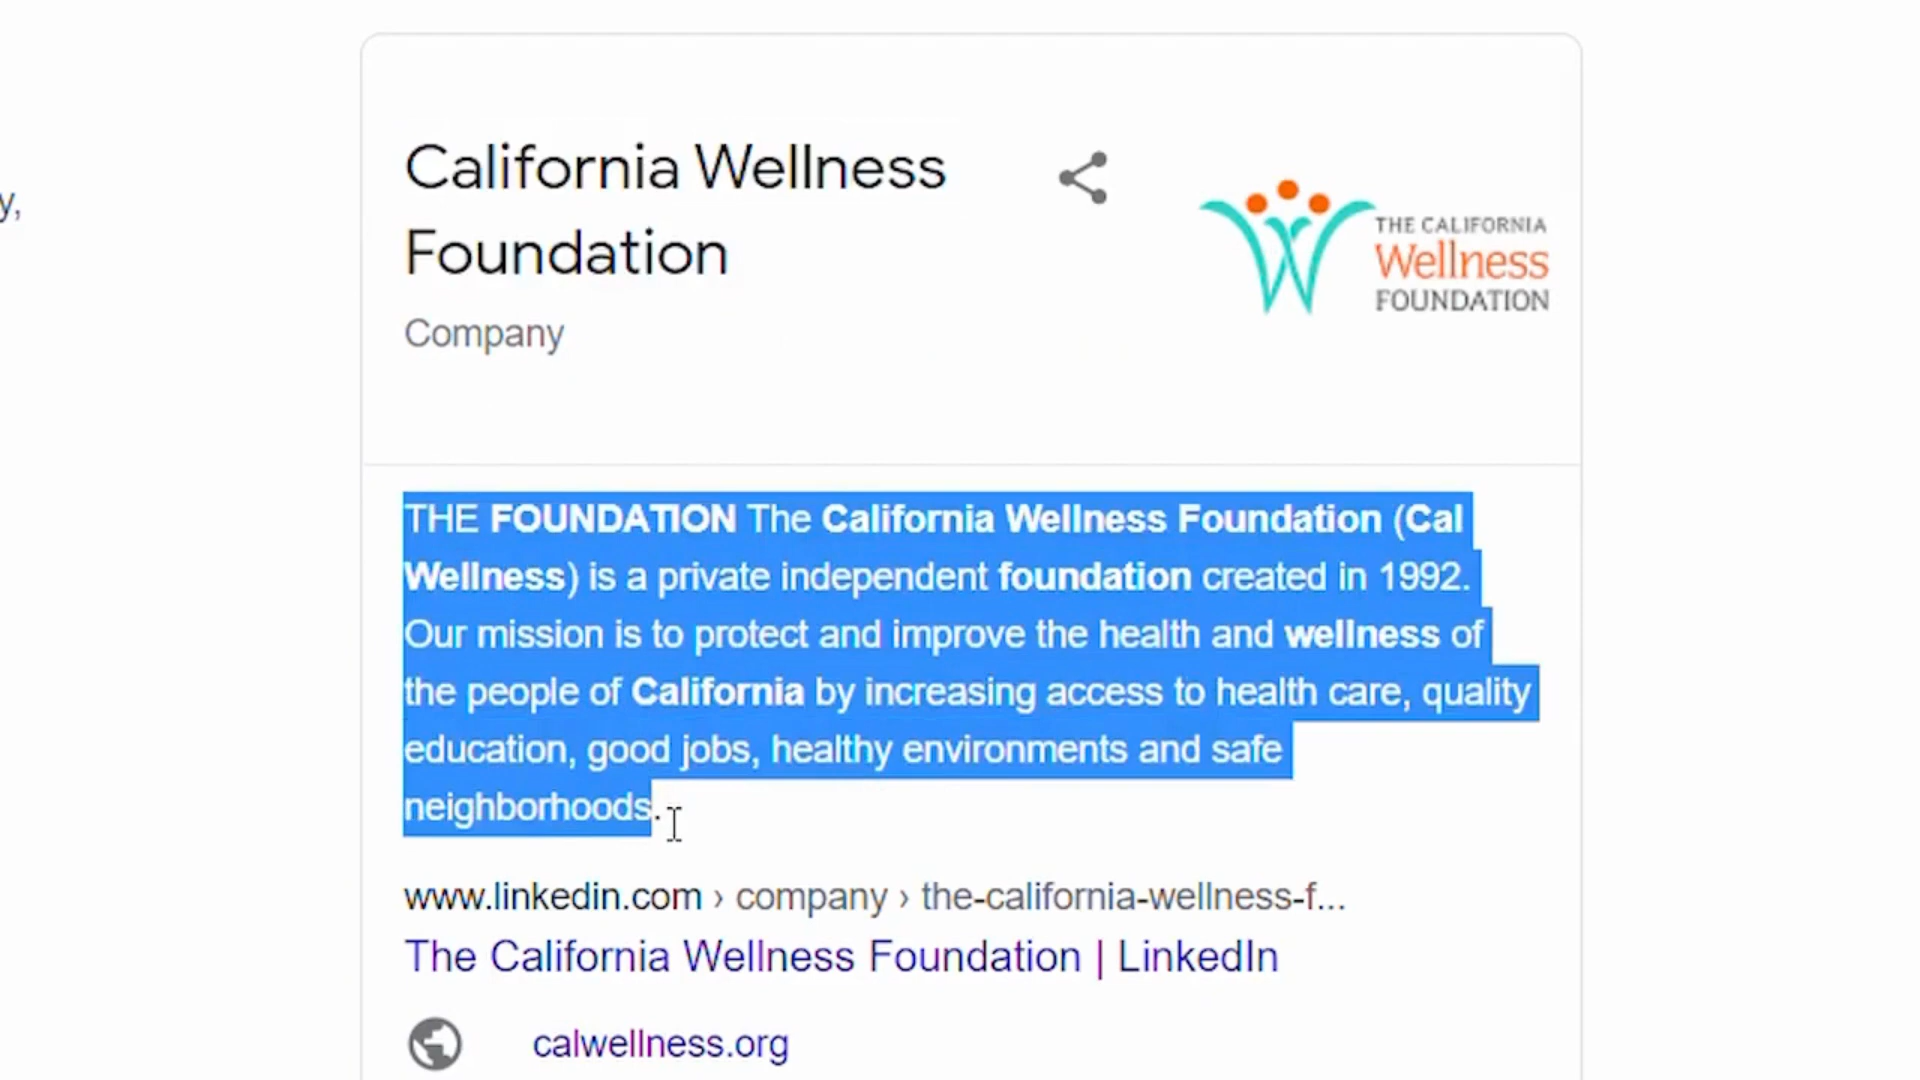 y,
California Wellness
Foundation
Company
THE CALIFORNIA
Wellness
FOUNDATION
THE FOUNDATION The California Wellness Foundation (Cal
Wellness) is a private independent foundation created in 1992.
Our mission is to protect and improve the health and wellness of
the people of California by increasing access to health care, quality
education, good jobs, healthy environments and safe
neighborhoods.
www.linkedin.com › company › the-california-wellness-f...
The California Wellness Foundation | LinkedIn
calwellness.org